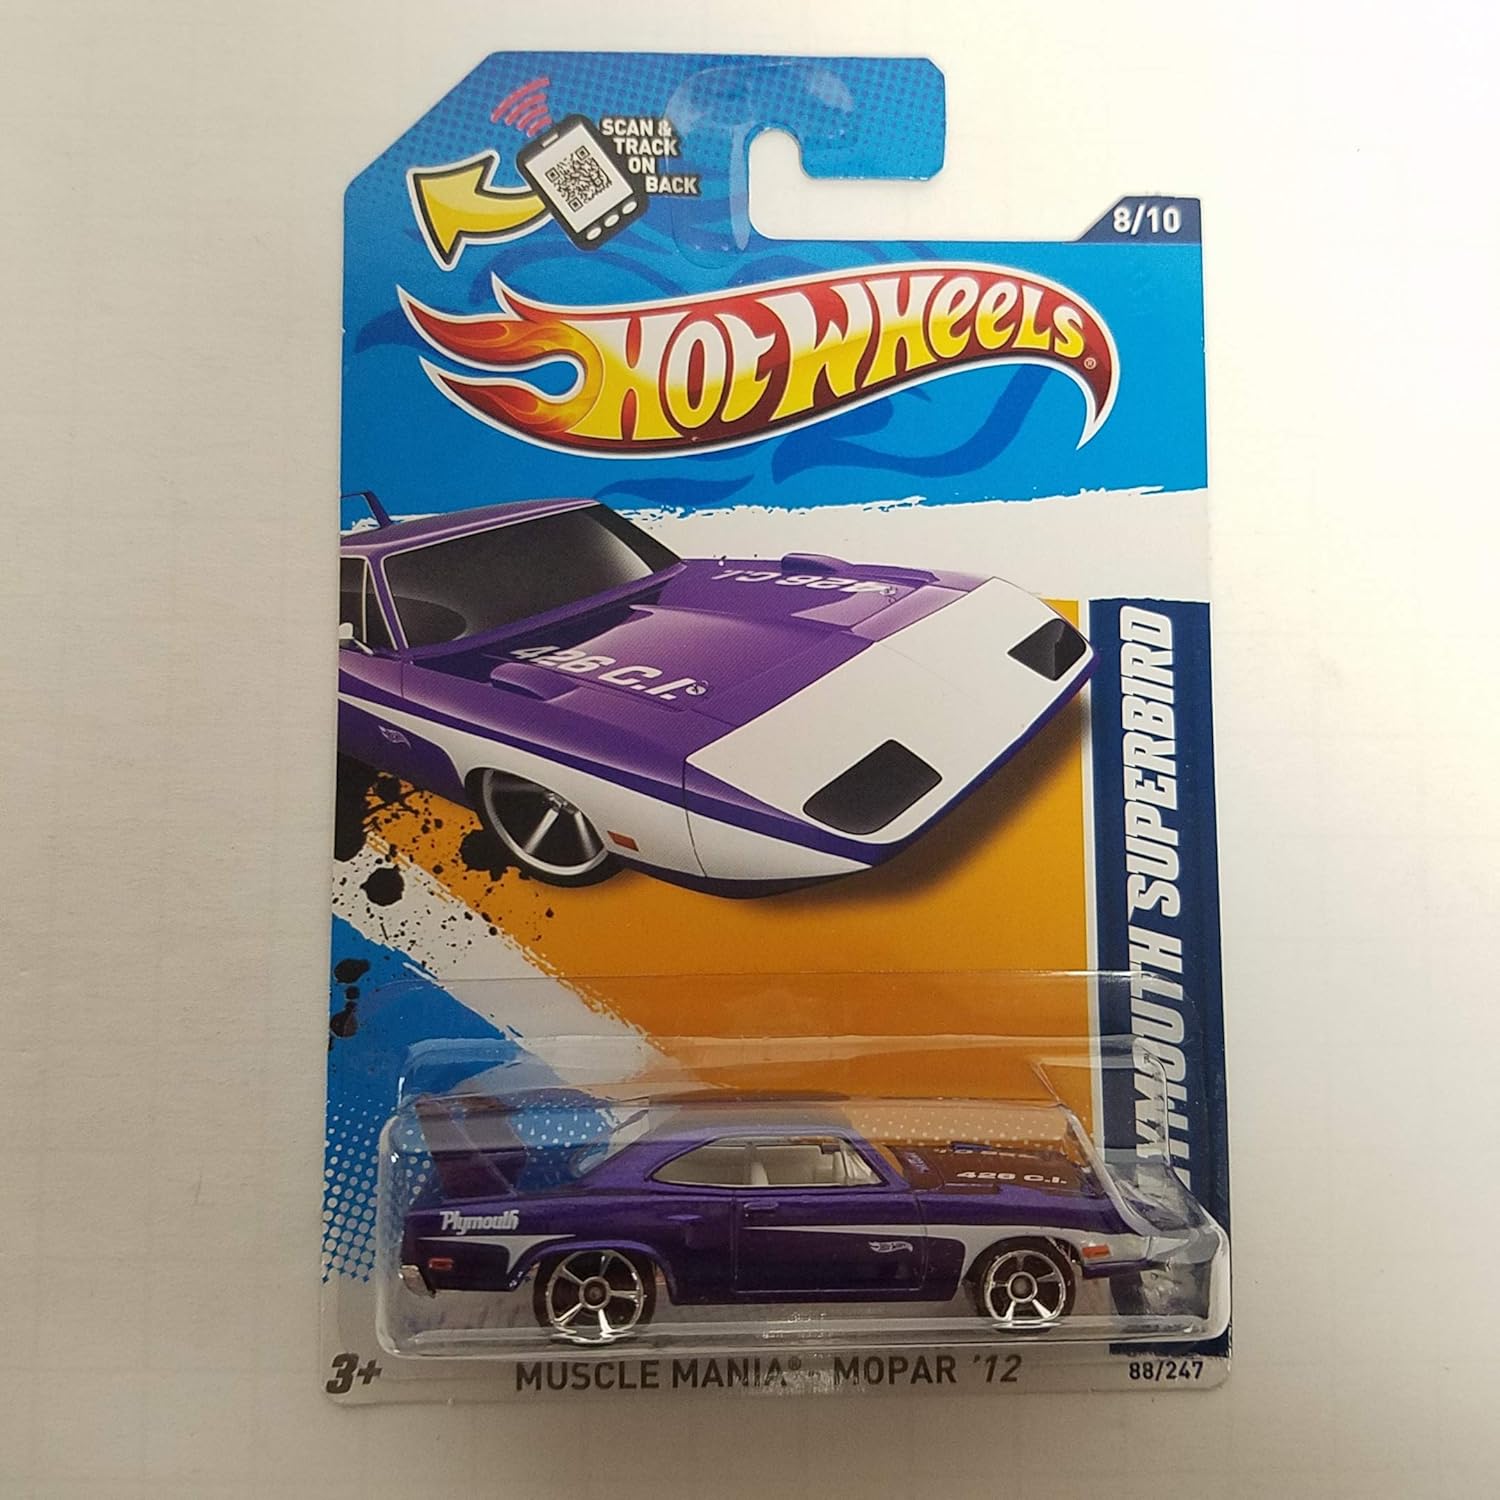 SCAN &
TRACK
ON
BACK
8/10
HOT WHEELS®
426 C.I.
426 C.I.
YMOUTH SUPERBIRD
426 C.I.
Plymouth
3+
MUSCLE MANIA® - MOPAR '12
88/247